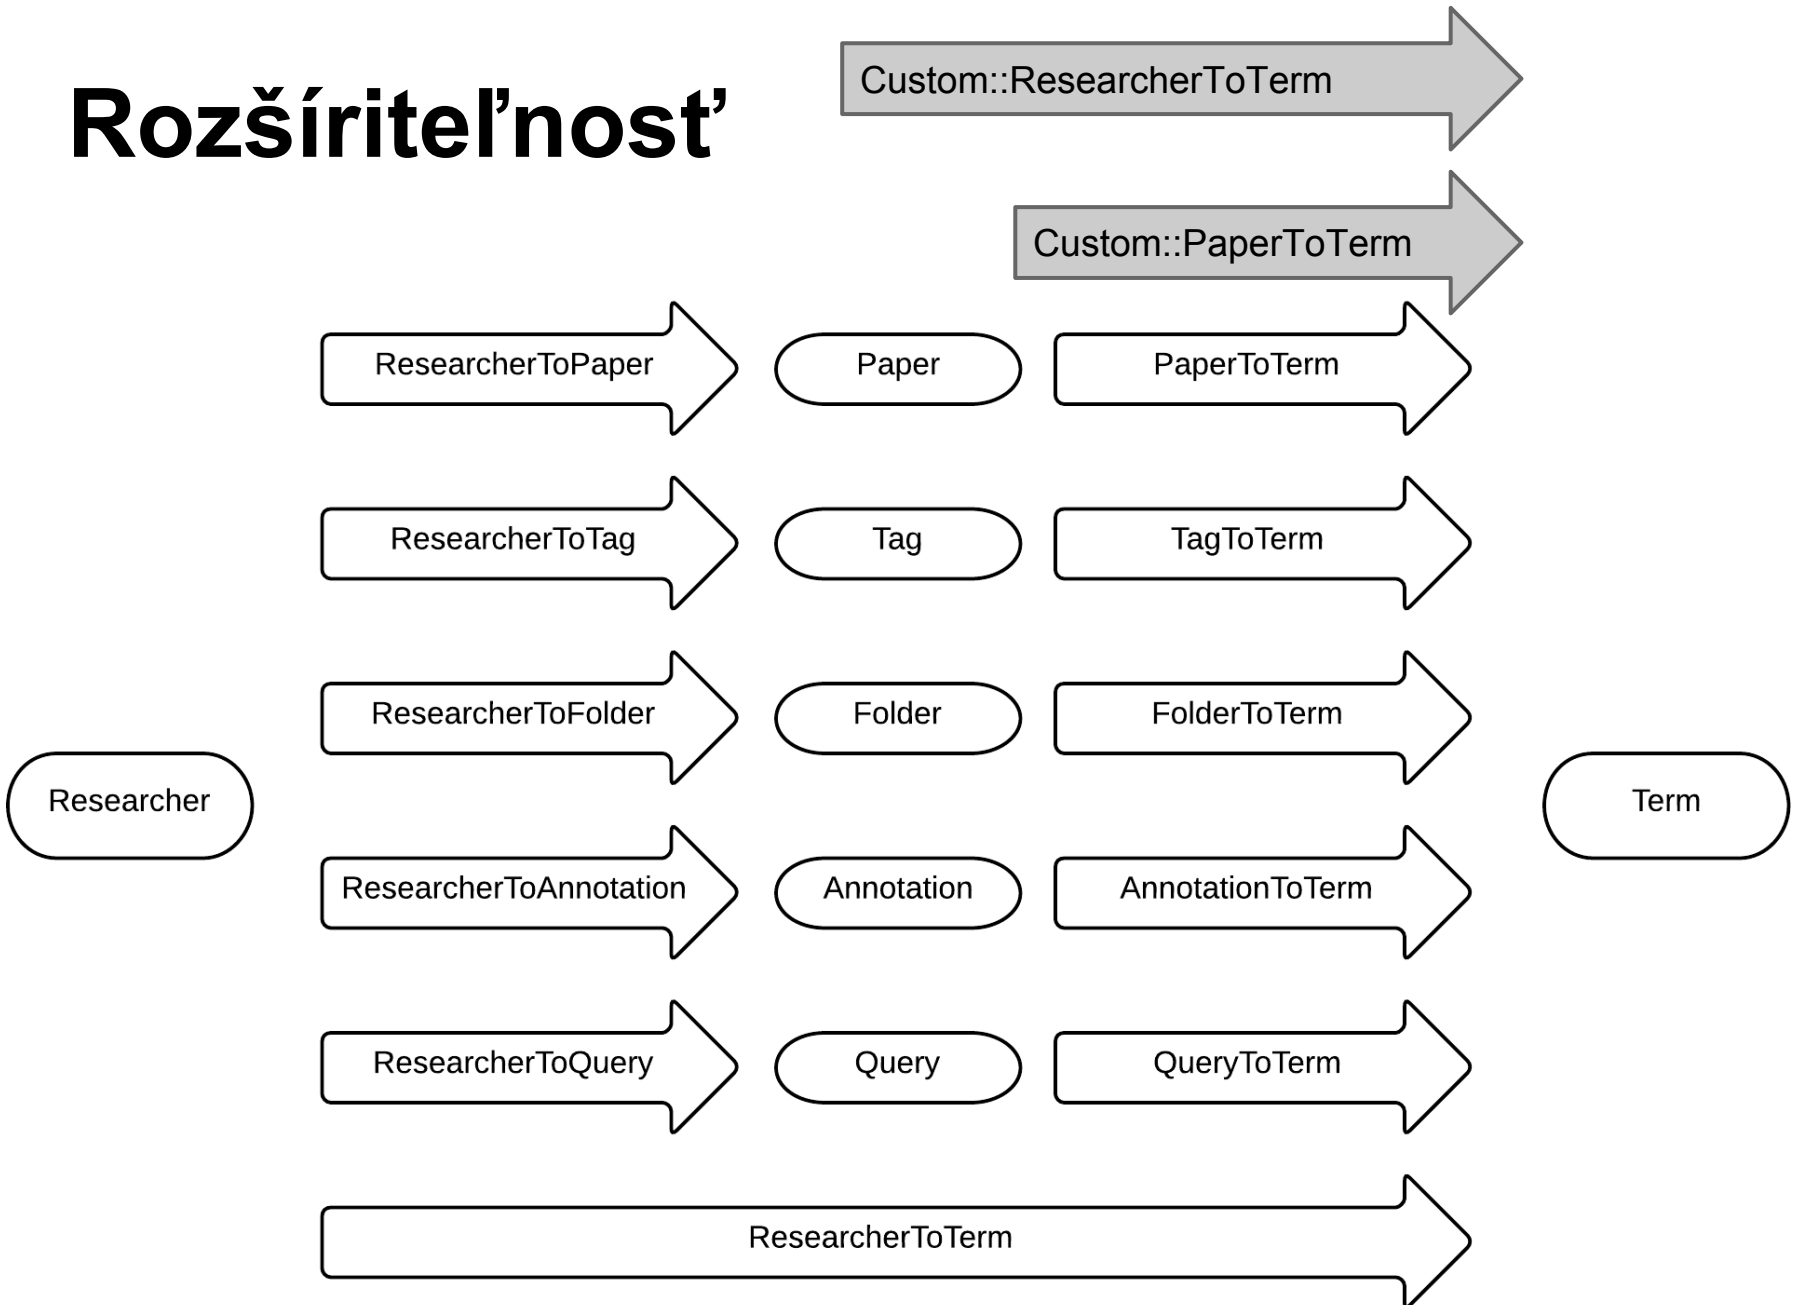 Rozšíriteľnosť
Custom::ResearcherToTerm
Custom::PaperToTerm
ResearcherToPaper
Paper
PaperToTerm
ResearcherToTag
Tag
TagToTerm
ResearcherToFolder
Folder
FolderToTerm
Researcher
Term
ResearcherToAnnotation
Annotation
AnnotationToTerm
ResearcherToQuery
Query
QueryToTerm
ResearcherToTerm